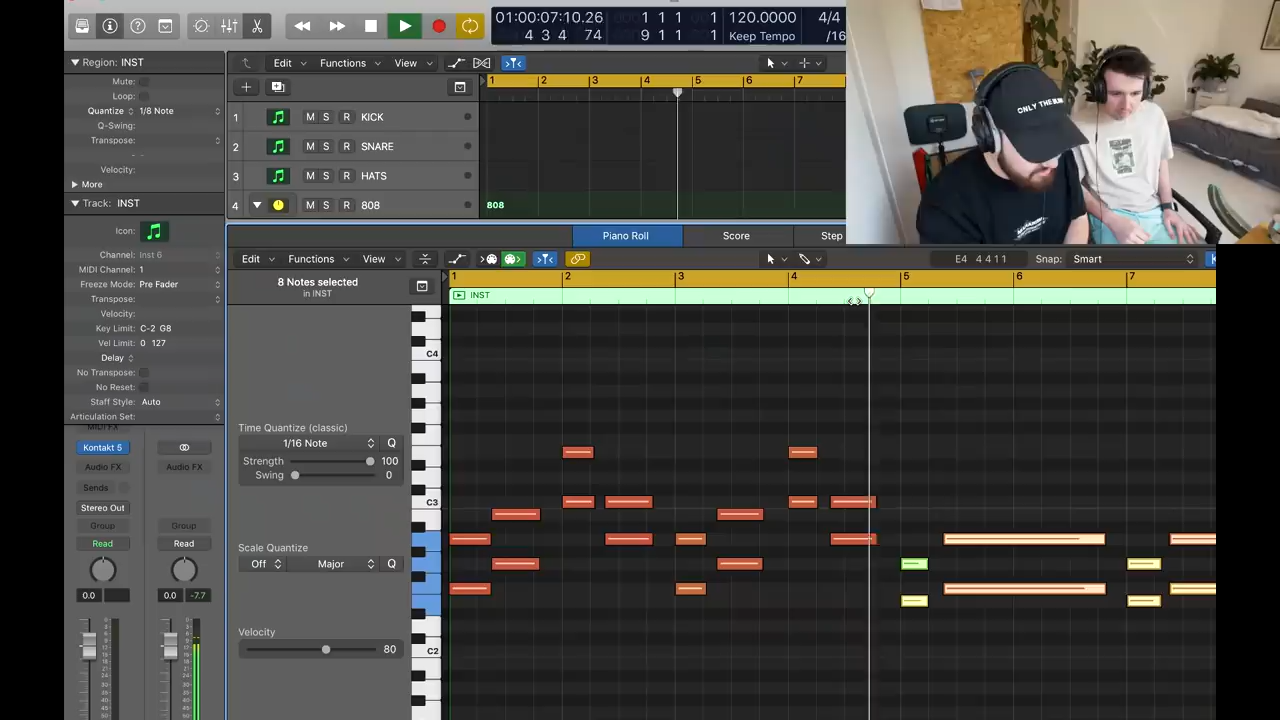 01:00:07:10.26
4 3 4 74
1 1 1
9 1 1
1
1
120.0000
Keep Tempo
4/4
/16
Region: INST
Mute:
Loop:
Quantize 1/8 Note
Q-Swing:
Transpose:
Velocity:
More
Track: INST
Icon:
Channel: Inst 6
MIDI Channel: 1
Freeze Mode: Pre Fader
Transpose:
Velocity:
Key Limit: C-2 G8
Vel Limit: 0 127
Delay
No Transpose:
No Reset:
Staff Style: Auto
Articulation Set:
Kontakt 5
Audio FX
Audio FX
Sends
Stereo Out
Group
Group
Read
Read
0.0
0.0 -7.7
Edit Functions View
1 2 3 4 5 6 7
1 M S R KICK
2 M S R SNARE
3 M S R HATS
4 M S R 808
808
ONLY THE
Piano Roll Score Step
Edit Functions View
E4 4 4 1 1 Snap: Smart
8 Notes selected
in INST
1 2 3 4 5 6 7
INST
C4
C3
C2
Time Quantize (classic)
1/16 Note Q
Strength 100
Swing 0
Scale Quantize
Off Major Q
Velocity
80